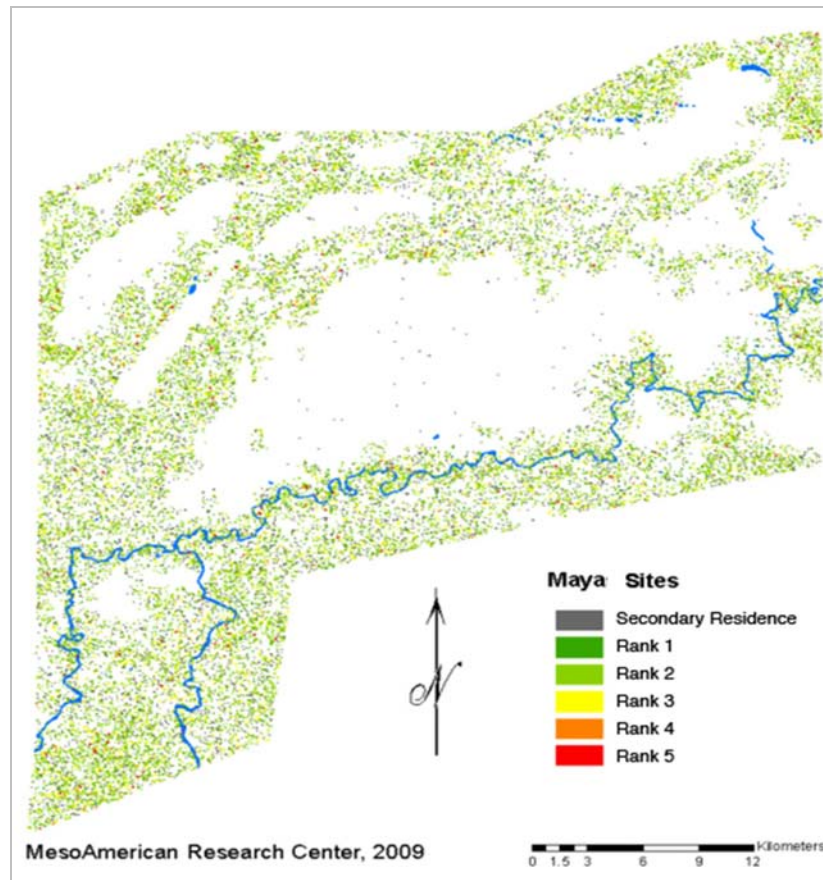 Maya Sites
Secondary Residence
Rank 1
Rank 2
Rank 3
Rank 4
Rank 5
N
MesoAmerican Research Center, 2009
Kilometers
0 1.5 3 6 9 12